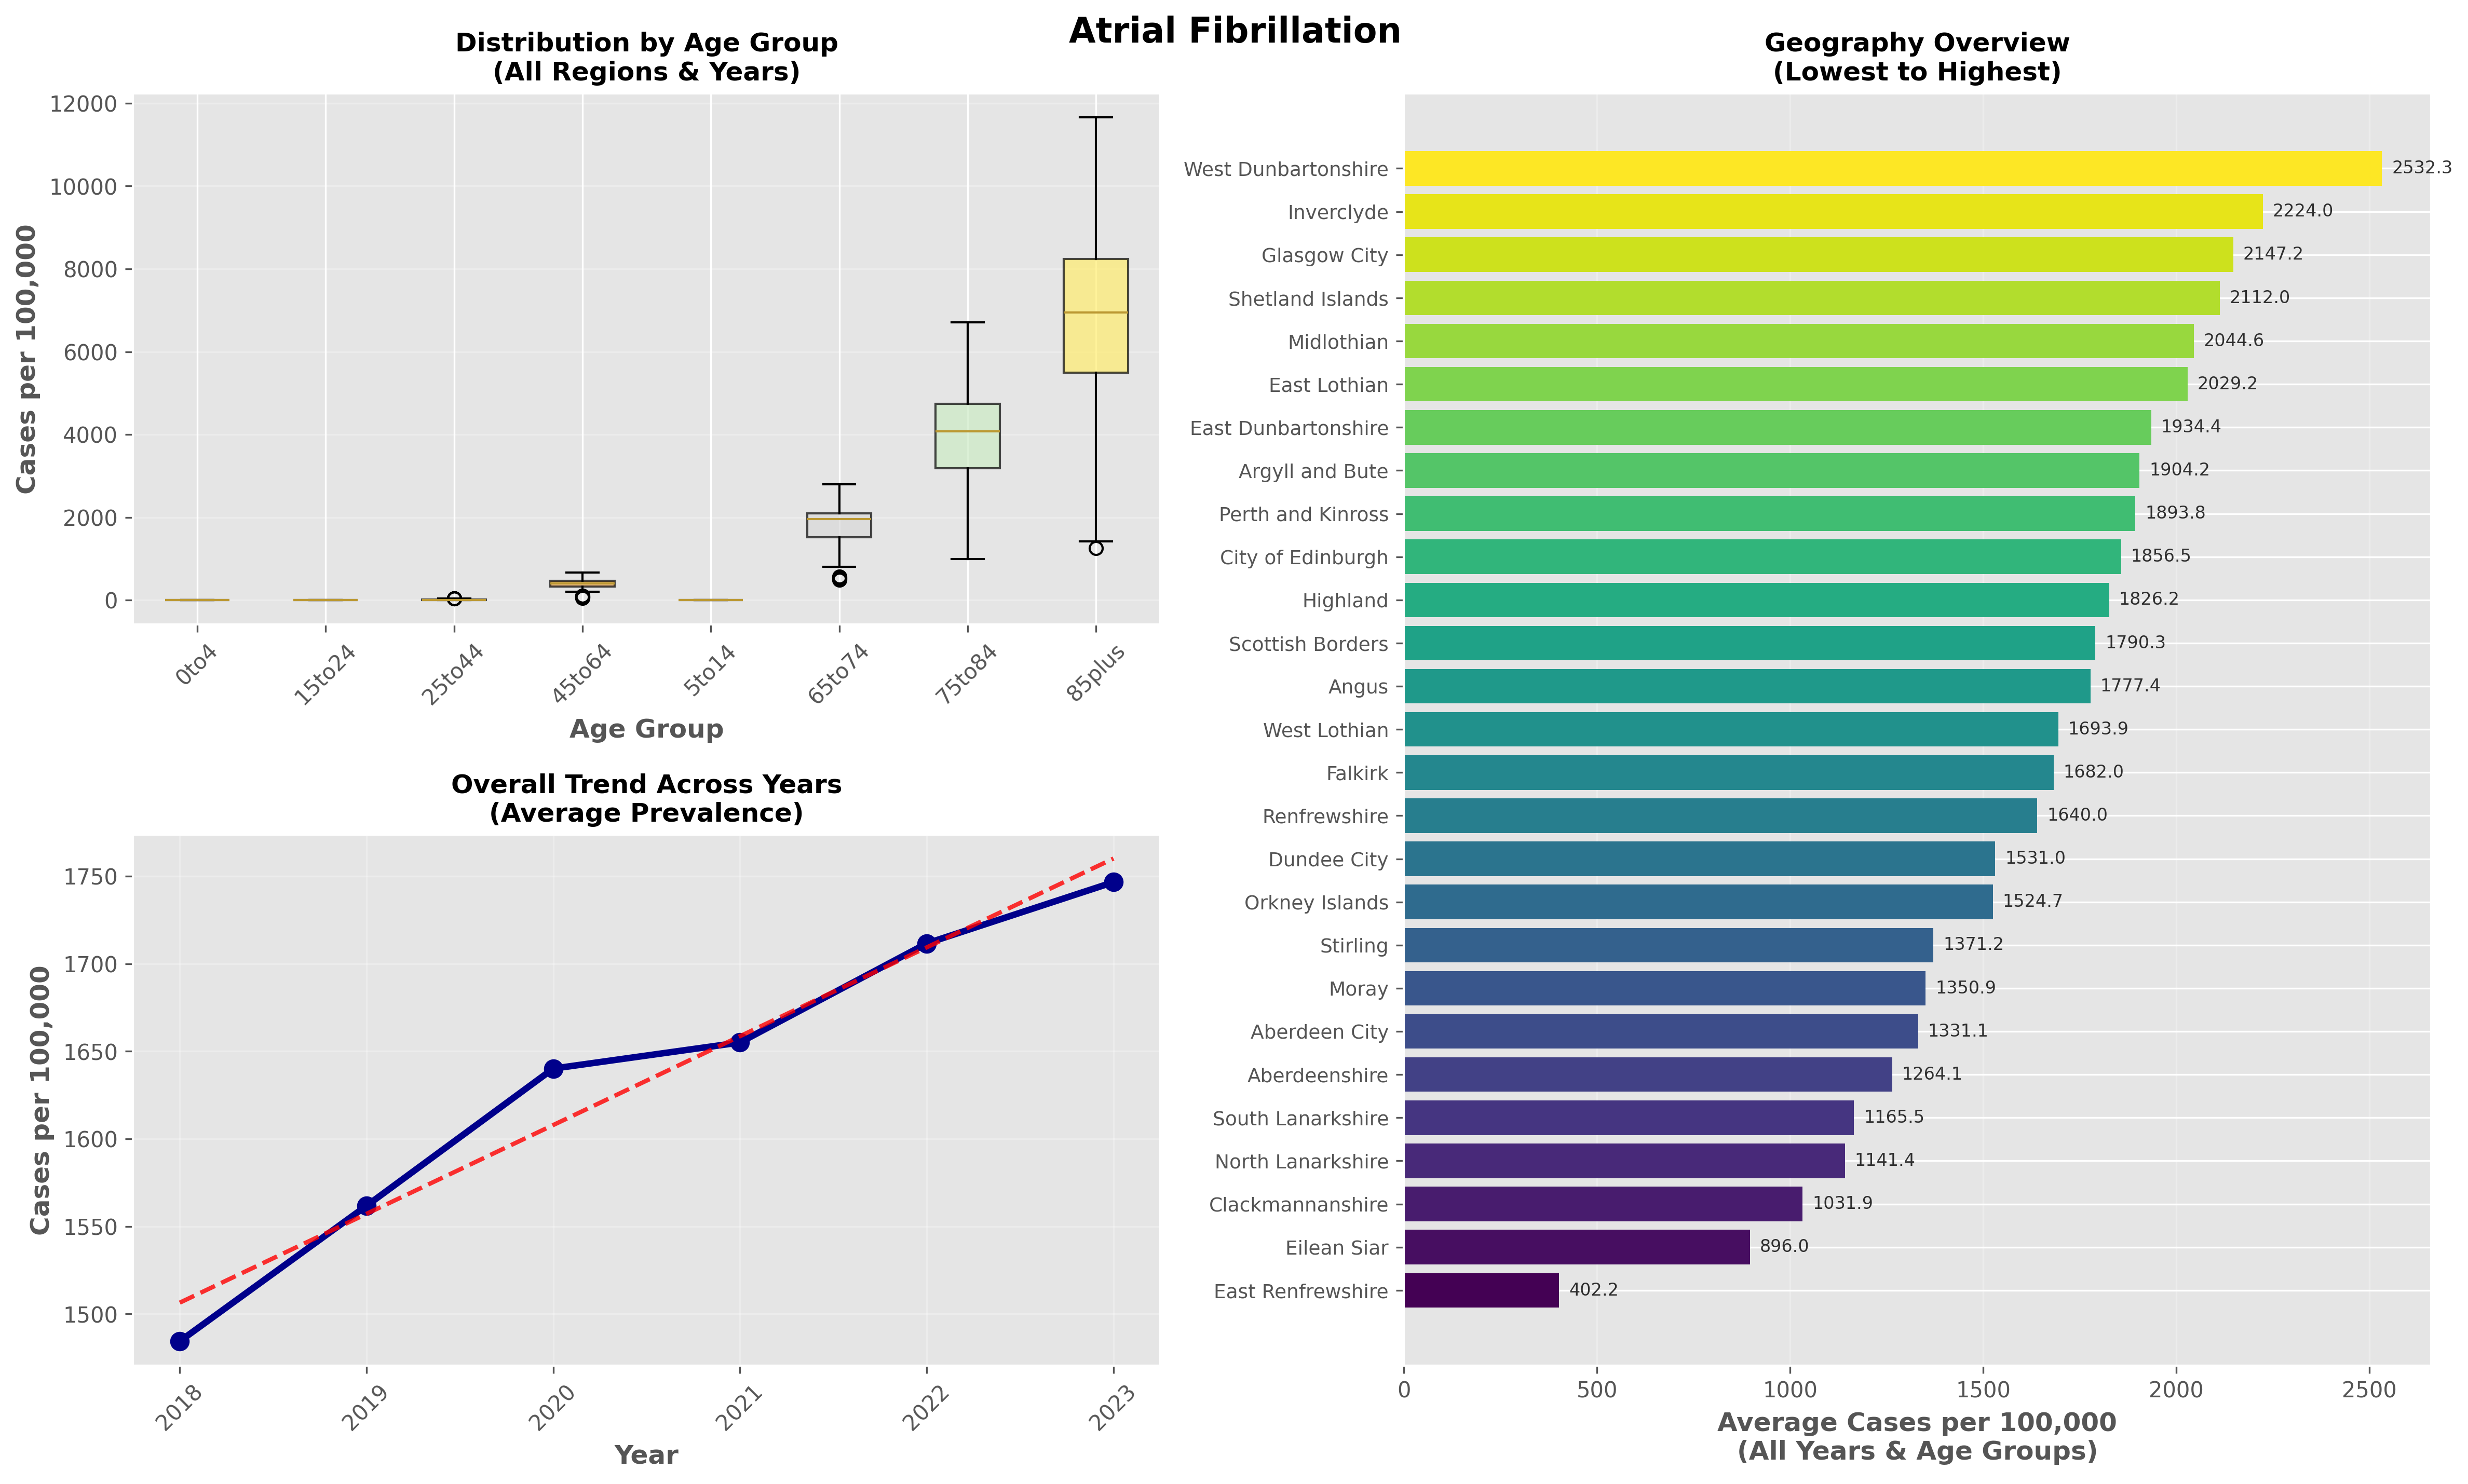 Atrial Fibrillation
Distribution by Age Group
(All Regions & Years)
Cases per 100,000
12000
10000
8000
6000
4000
2000
0
0to4
15to24
25to44
45to64
5to14
65to74
75to84
85plus
Age Group
Overall Trend Across Years
(Average Prevalence)
Cases per 100,000
1750
1700
1650
1600
1550
1500
2018
2019
2020
2021
2022
2023
Year
Geography Overview
(Lowest to Highest)
West Dunbartonshire 2532.3
Inverclyde 2224.0
Glasgow City 2147.2
Shetland Islands 2112.0
Midlothian 2044.6
East Lothian 2029.2
East Dunbartonshire 1934.4
Argyll and Bute 1904.2
Perth and Kinross 1893.8
City of Edinburgh 1856.5
Highland 1826.2
Scottish Borders 1790.3
Angus 1777.4
West Lothian 1693.9
Falkirk 1682.0
Renfrewshire 1640.0
Dundee City 1531.0
Orkney Islands 1524.7
Stirling 1371.2
Moray 1350.9
Aberdeen City 1331.1
Aberdeenshire 1264.1
South Lanarkshire 1165.5
North Lanarkshire 1141.4
Clackmannanshire 1031.9
Eilean Siar 896.0
East Renfrewshire 402.2
0 500 1000 1500 2000 2500
Average Cases per 100,000
(All Years & Age Groups)